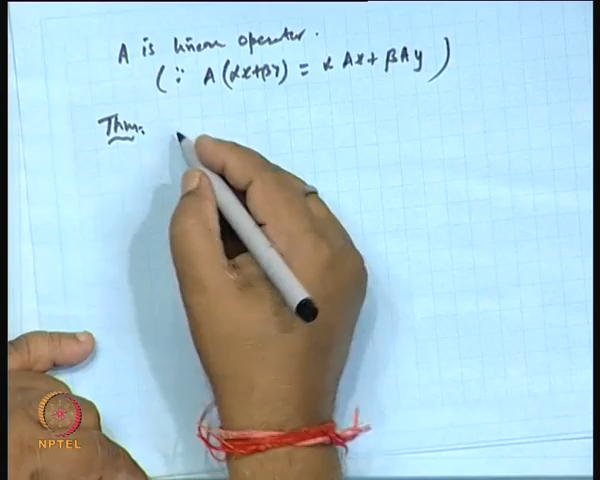 A is linear operator.
(∵ A(αx+βy) = α Ax + βAy)
Thm:
NPTEL